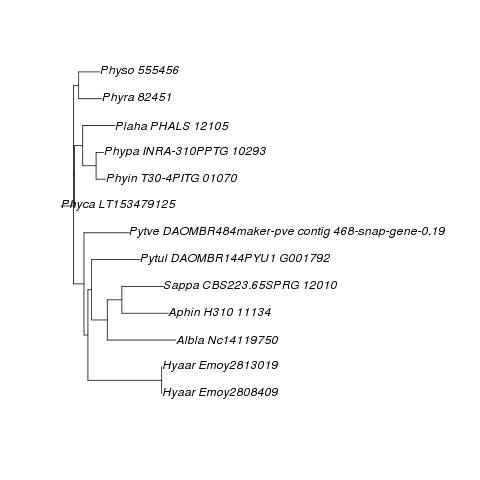 Physo 555456
Phyra 82451
Plaha PHALS 12105
Phypa INRA-310PPTG 10293
Phyin T30-4PITG 01070
Phyca LT153479125
Pytve DAOMBR484maker-pve contig 468-snap-gene-0.19
Pytul DAOMBR144PYU1 G001792
Sappa CBS223.65SPRG 12010
Aphin H310 11134
Albla Nc14119750
Hyaar Emoy2813019
Hyaar Emoy2808409